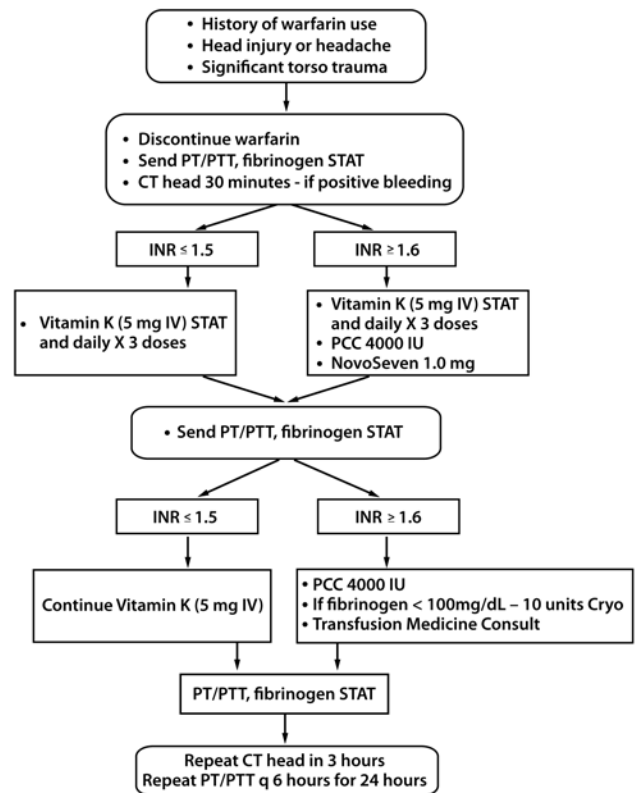 • History of warfarin use
• Head injury or headache
• Significant torso trauma
• Discontinue warfarin
• Send PT/PTT, fibrinogen STAT
• CT head 30 minutes - if positive bleeding
INR ≤ 1.5
INR ≥ 1.6
• Vitamin K (5 mg IV) STAT
and daily X 3 doses
• Vitamin K (5 mg IV) STAT
and daily X 3 doses
• PCC 4000 IU
• NovoSeven 1.0 mg
• Send PT/PTT, fibrinogen STAT
INR ≤ 1.5
INR ≥ 1.6
Continue Vitamin K (5 mg IV)
• PCC 4000 IU
• If fibrinogen < 100mg/dL – 10 units Cryo
• Transfusion Medicine Consult
PT/PTT, fibrinogen STAT
Repeat CT head in 3 hours
Repeat PT/PTT q 6 hours for 24 hours